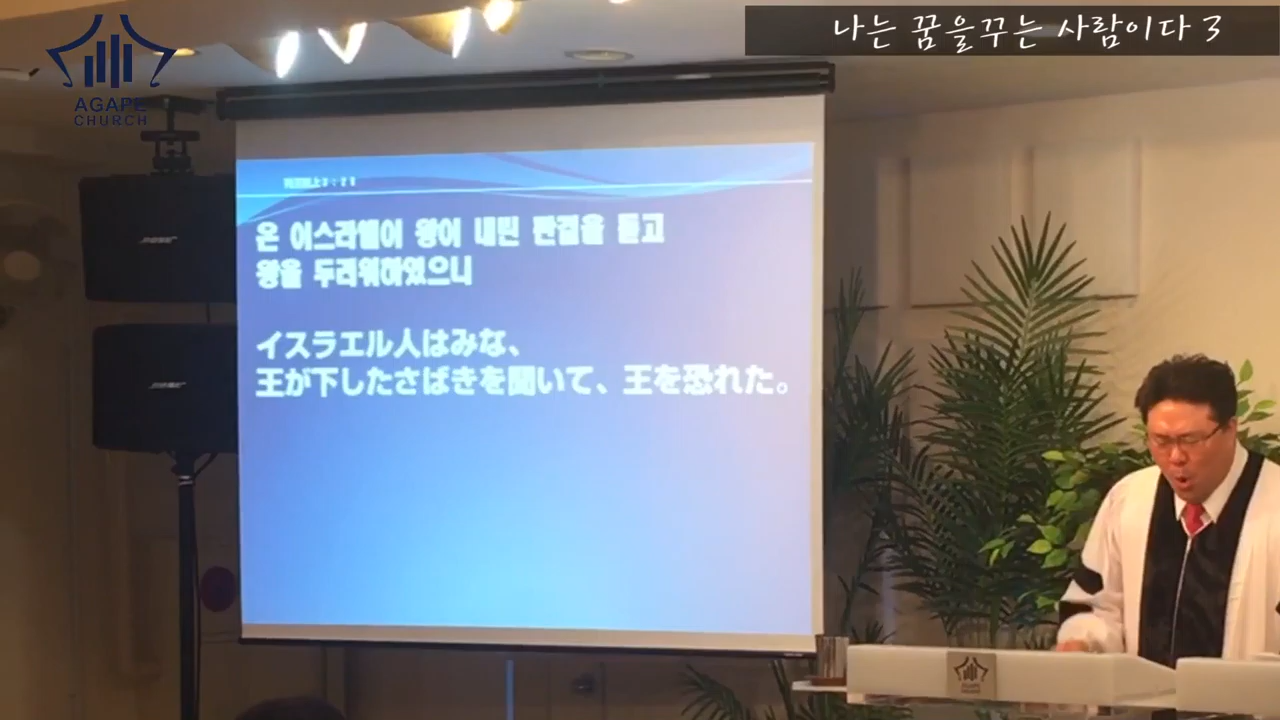 나는 꿈을꾸는 사람이다 3
AGAPE
CHURCH
온 이스라엘이 왕이 내린 판결을 듣고
왕을 두려워하였으니
イスラエル人はみな、
王が下したさばきを聞いて、王を恐れた。
AGAPE
CHURCH